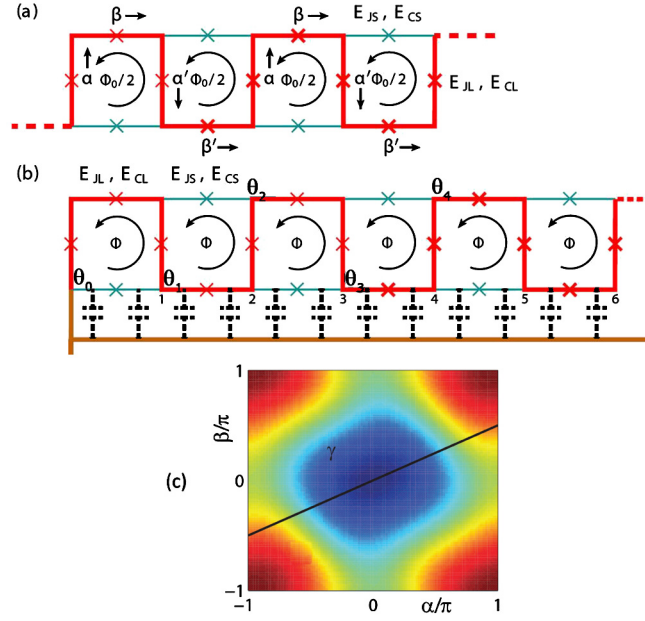 (a)
β → β → E_JS , E_CS
α Φ₀/2 α' Φ₀/2 α Φ₀/2 α' Φ₀/2 E_JL , E_CL
β' → β' →
(b)
E_JL , E_CL E_JS , E_CS θ₂ θ₄
Φ Φ Φ Φ Φ Φ
θ₀ 1 θ₁ 2 3 θ₃ 4 5 6
(c)
1
β/π
γ
0
-1
-1 0 α/π 1